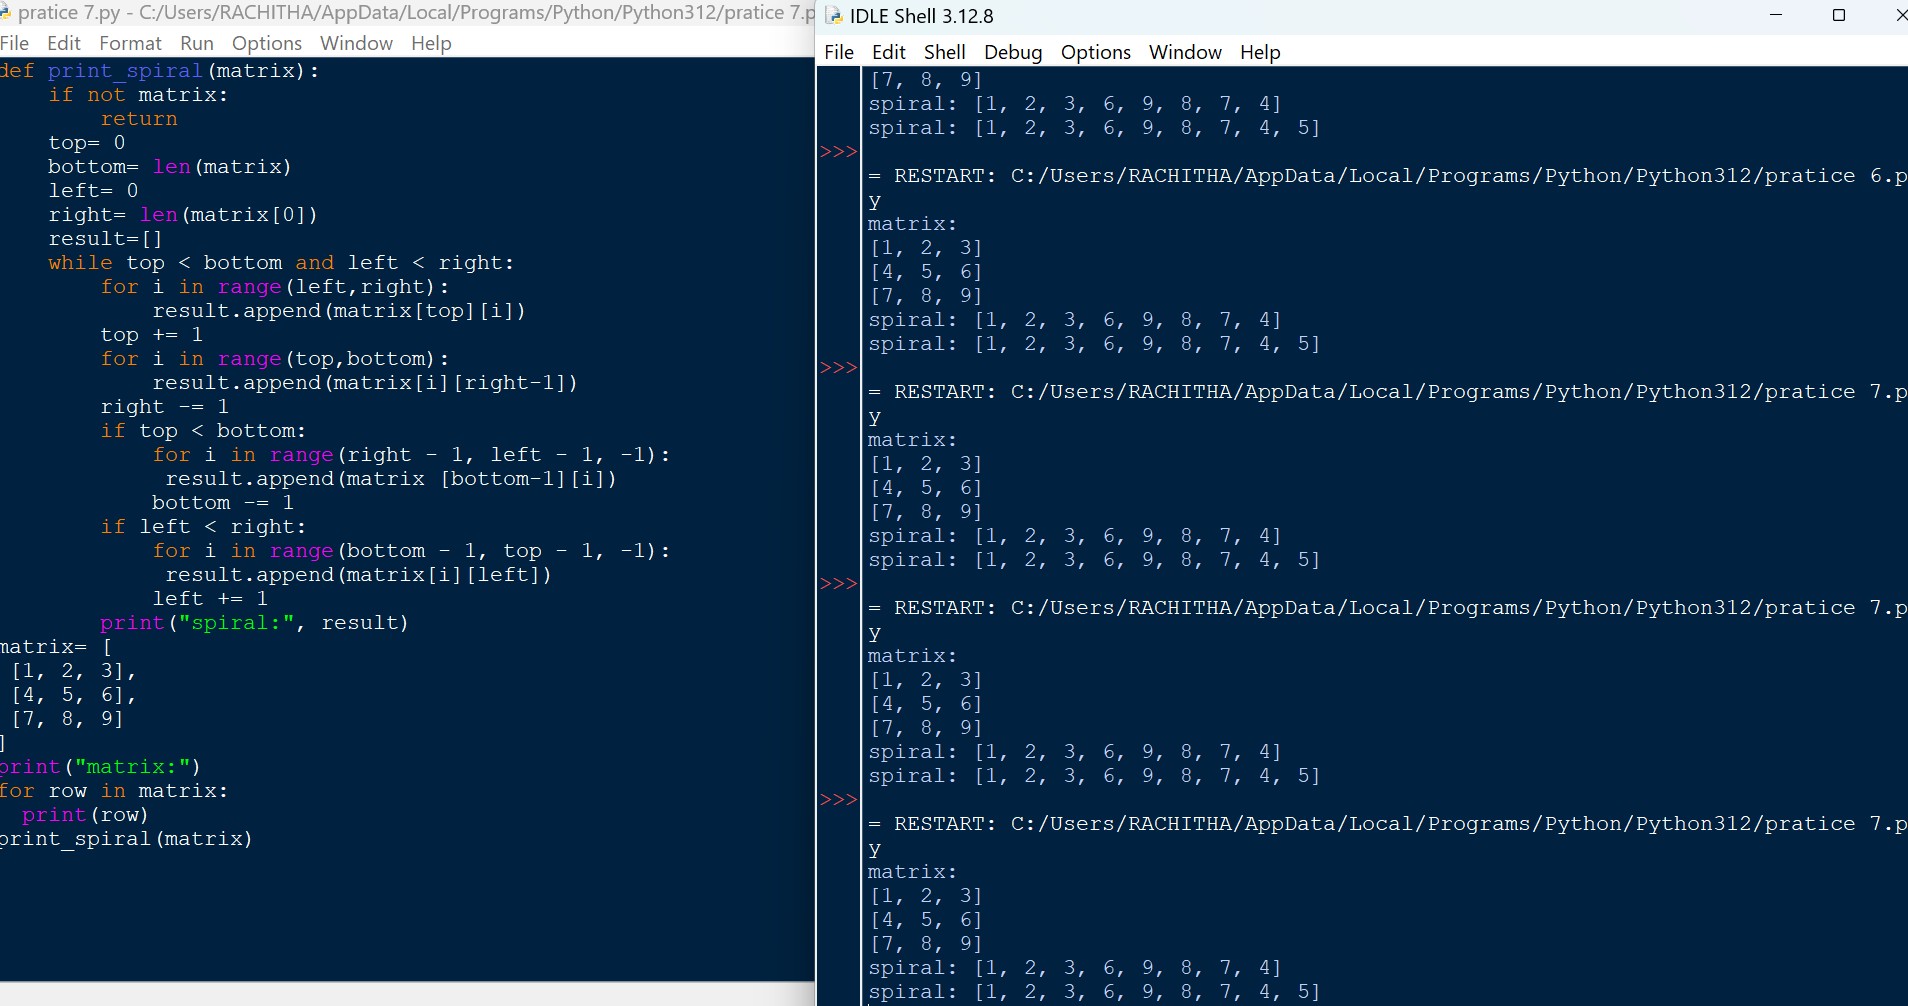 pratice 7.py - C:/Users/RACHITHA/AppData/Local/Programs/Python/Python312/pratice 7.p
File Edit Format Run Options Window Help
def print_spiral(matrix):
    if not matrix:
        return
    top= 0
    bottom= len(matrix)
    left= 0
    right= len(matrix[0])
    result=[]
    while top < bottom and left < right:
        for i in range(left,right):
            result.append(matrix[top][i])
        top += 1
        for i in range(top,bottom):
            result.append(matrix[i][right-1])
        right -= 1
        if top < bottom:
            for i in range(right - 1, left - 1, -1):
             result.append(matrix [bottom-1][i])
            bottom -= 1
        if left < right:
            for i in range(bottom - 1, top - 1, -1):
             result.append(matrix[i][left])
            left += 1
        print("spiral:", result)
matrix= [
 [1, 2, 3],
 [4, 5, 6],
 [7, 8, 9]
]
print("matrix:")
for row in matrix:
  print(row)
print_spiral(matrix)
IDLE Shell 3.12.8
File Edit Shell Debug Options Window Help
[7, 8, 9]
spiral: [1, 2, 3, 6, 9, 8, 7, 4]
spiral: [1, 2, 3, 6, 9, 8, 7, 4, 5]
>>>
= RESTART: C:/Users/RACHITHA/AppData/Local/Programs/Python/Python312/pratice 6.p
y
matrix:
[1, 2, 3]
[4, 5, 6]
[7, 8, 9]
spiral: [1, 2, 3, 6, 9, 8, 7, 4]
spiral: [1, 2, 3, 6, 9, 8, 7, 4, 5]
>>>
= RESTART: C:/Users/RACHITHA/AppData/Local/Programs/Python/Python312/pratice 7.p
y
matrix:
[1, 2, 3]
[4, 5, 6]
[7, 8, 9]
spiral: [1, 2, 3, 6, 9, 8, 7, 4]
spiral: [1, 2, 3, 6, 9, 8, 7, 4, 5]
>>>
= RESTART: C:/Users/RACHITHA/AppData/Local/Programs/Python/Python312/pratice 7.p
y
matrix:
[1, 2, 3]
[4, 5, 6]
[7, 8, 9]
spiral: [1, 2, 3, 6, 9, 8, 7, 4]
spiral: [1, 2, 3, 6, 9, 8, 7, 4, 5]
>>>
= RESTART: C:/Users/RACHITHA/AppData/Local/Programs/Python/Python312/pratice 7.p
y
matrix:
[1, 2, 3]
[4, 5, 6]
[7, 8, 9]
spiral: [1, 2, 3, 6, 9, 8, 7, 4]
spiral: [1, 2, 3, 6, 9, 8, 7, 4, 5]